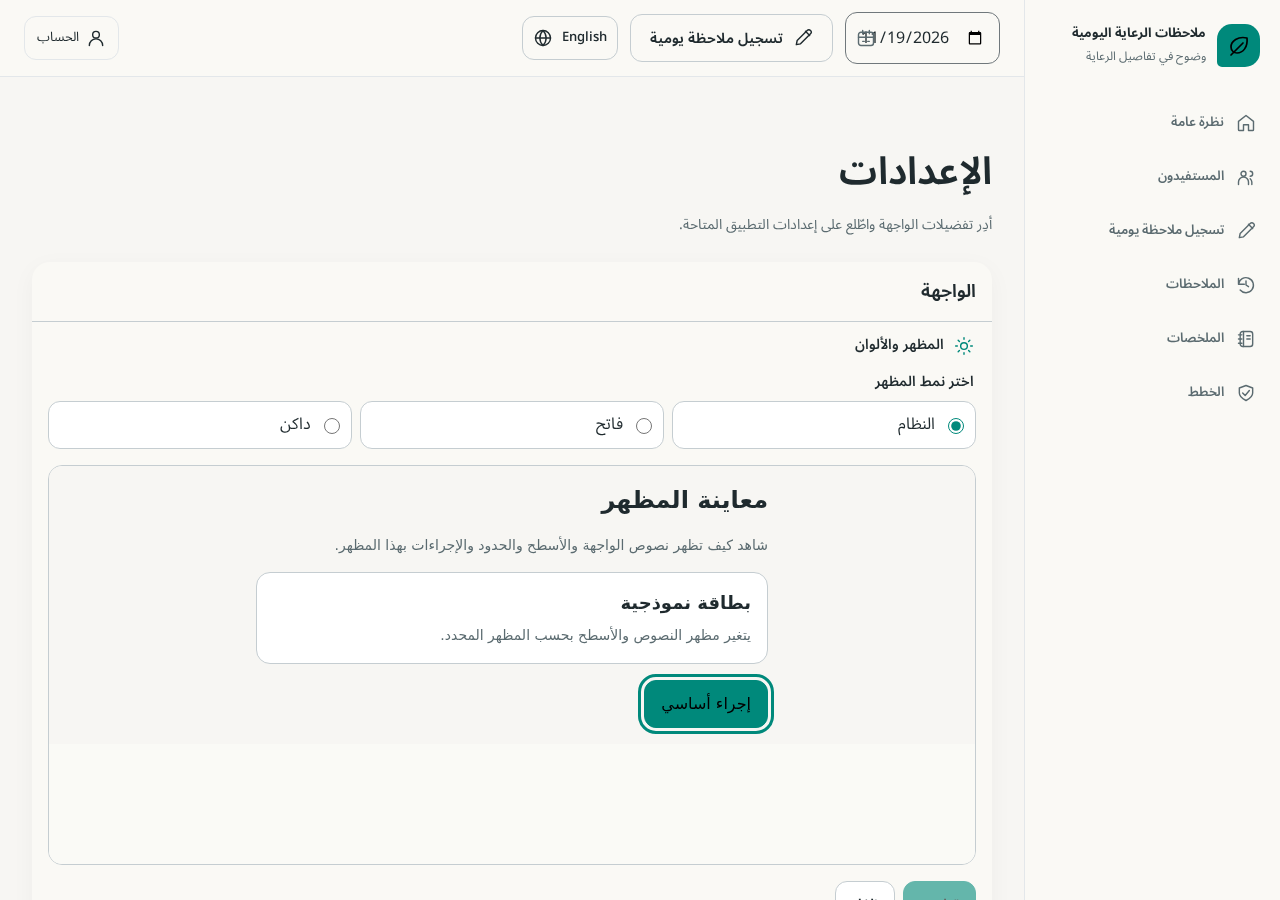 ملاحظات الرعاية اليومية
وضوح في تفاصيل الرعاية
نظرة عامة
المستفيدون
تسجيل ملاحظة يومية
الملاحظات
الملخصات
الخطط
/19/2026
تسجيل ملاحظة يومية
English
الحساب
الإعدادات
أدِر تفضيلات الواجهة واطّلع على إعدادات التطبيق المتاحة.
الواجهة
المظهر والألوان
اختر نمط المظهر
النظام
فاتح
داكن
معاينة المظهر
شاهد كيف تظهر نصوص الواجهة والأسطح والحدود والإجراءات بهذا المظهر.
بطاقة نموذجية
يتغير مظهر النصوص والأسطح بحسب المظهر المحدد.
إجراء أساسي